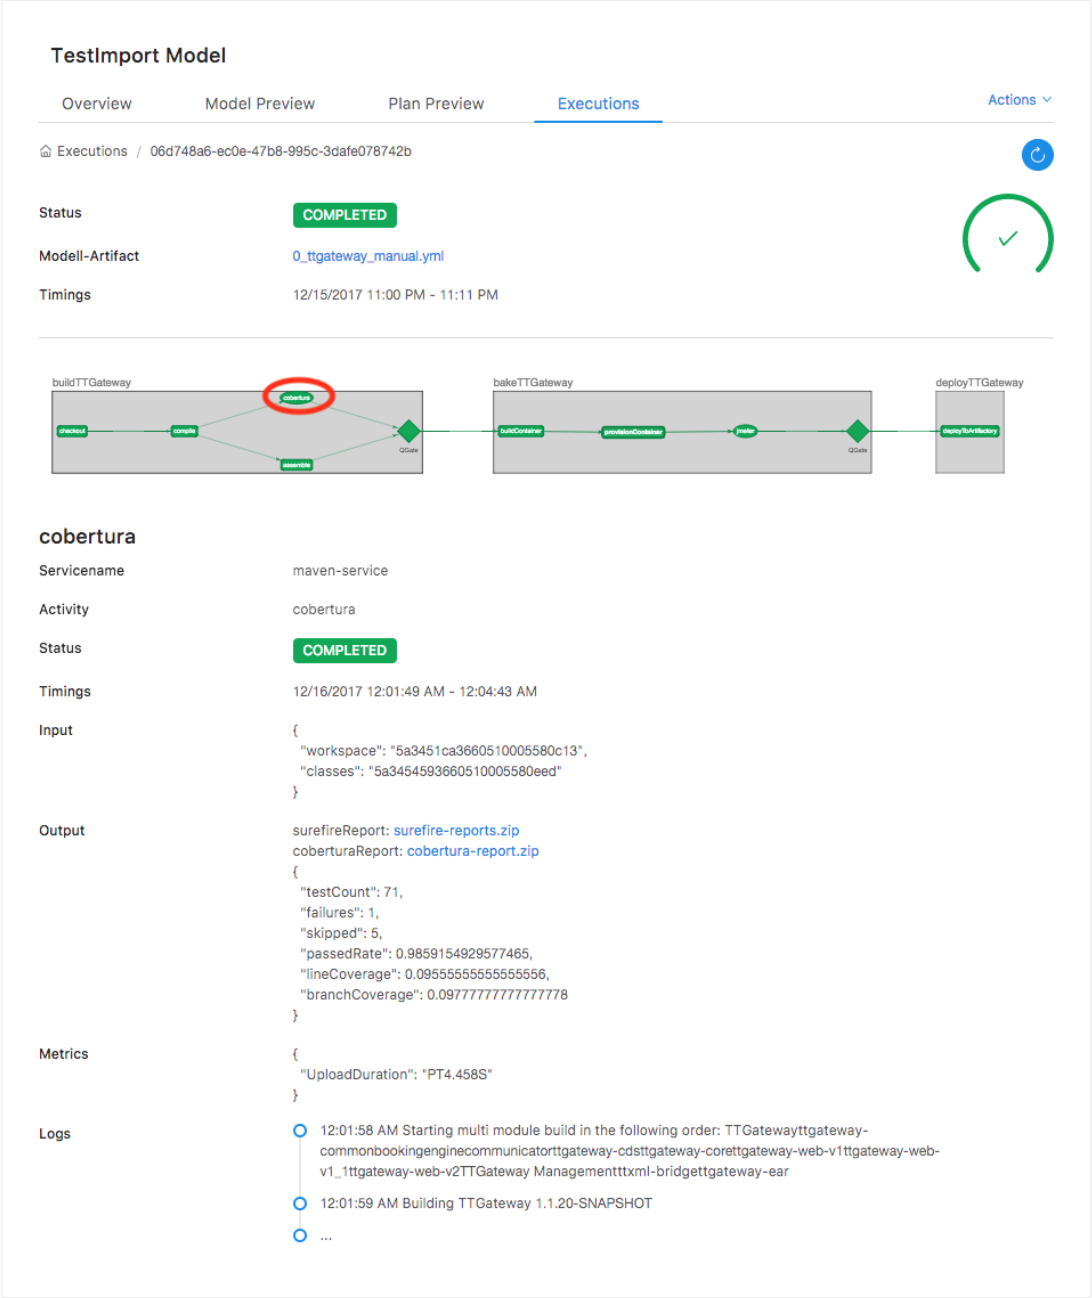 TestImport Model
Overview Model Preview Plan Preview Executions Actions
Executions / 06d748a6-ec0e-47b8-995c-3dafe078742b
Status COMPLETED
Modell-Artifact 0_ttgateway_manual.yml
Timings 12/15/2017 11:00 PM - 11:11 PM
buildTTGateway bakeTTGateway deployTTGateway
cobertura
checkout compile buildContainer provisionContainer jmeter deployToArtifactory
QGate QGate
assemble
cobertura
Servicename maven-service
Activity cobertura
Status COMPLETED
Timings 12/16/2017 12:01:49 AM - 12:04:43 AM
Input {
"workspace": "5a3451ca3660510005580c13",
"classes": "5a3454593660510005580eed"
}
Output surefireReport: surefire-reports.zip
coberturaReport: cobertura-report.zip
{
"testCount": 71,
"failures": 1,
"skipped": 5,
"passedRate": 0.9859154929577465,
"lineCoverage": 0.09555555555555556,
"branchCoverage": 0.09777777777777778
}
Metrics {
"UploadDuration": "PT4.458S"
}
Logs 12:01:58 AM Starting multi module build in the following order: TTGatewayttgateway-
commonbookingenginecommunicatorttgateway-cdsttgateway-corettgateway-web-v1ttgateway-web-
v1_1ttgateway-web-v2TTGateway Managementttxml-bridgettgateway-ear
12:01:59 AM Building TTGateway 1.1.20-SNAPSHOT
...